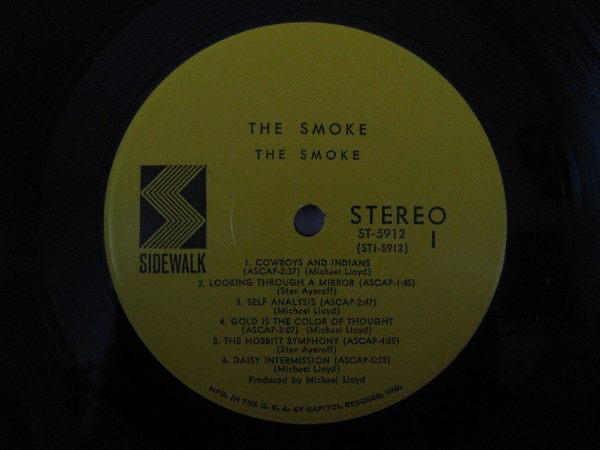 THE SMOKE
THE SMOKE
SIDEWALK
STEREO
ST-5912
(ST1-5912)
1
1. COWBOYS AND INDIANS
(ASCAP-2:37) (Michael Lloyd)
2. LOOKING THROUGH A MIRROR (ASCAP-1:45)
(Stan Ayeroff)
3. SELF ANALYSIS (ASCAP-2:47)
(Michael Lloyd)
4. GOLD IS THE COLOR OF THOUGHT
(ASCAP-3:07) (Michael Lloyd)
5. THE HOBBITT SYMPHONY (ASCAP-4:05)
(Stan Ayeroff)
6. DAISY INTERMISSION (ASCAP-0:23)
(Michael Lloyd)
Produced by Michael Lloyd
MFD. IN THE U. S. A. BY CAPITOL RECORDS, INC.